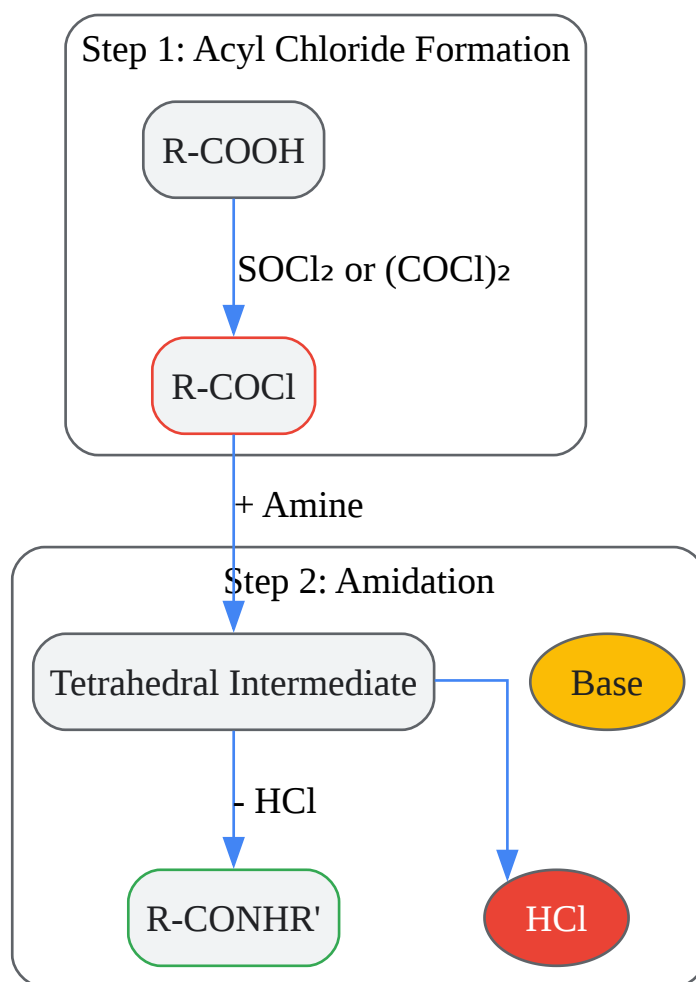 Step 1: Acyl Chloride Formation
R-COOH
SOCl₂ or (COCl)₂
R-COCl
+ Amine
Step 2: Amidation
Tetrahedral Intermediate
Base
- HCl
R-CONHR'
HCl